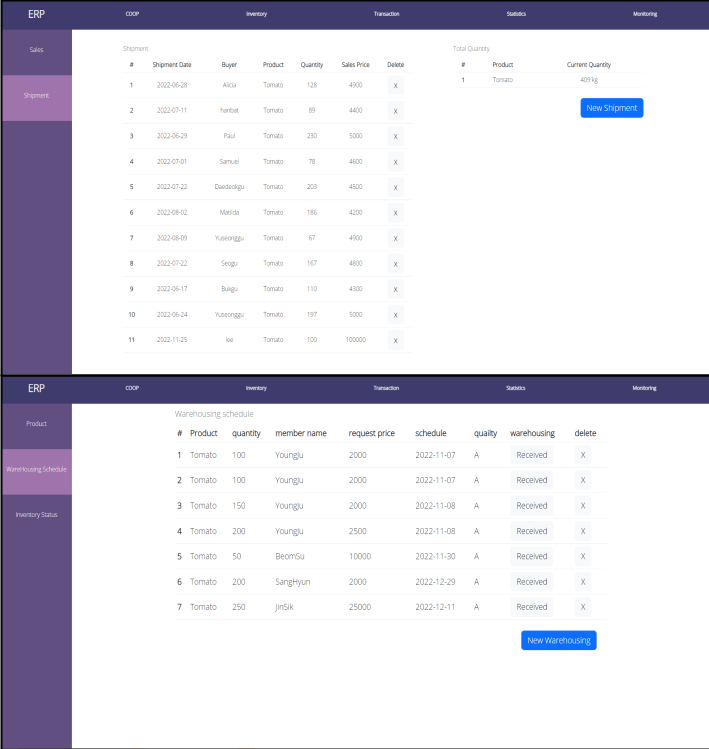 ERP COOP Inventory Transaction Statistics Monitoring
Sales
Shipment
Shipment
# Shipment Date Buyer Product Quantity Sales Price Delete
1 2022-06-28 Alicia Tomato 128 4900 X
2 2022-07-11 hanbat Tomato 89 4400 X
3 2022-06-29 Paul Tomato 230 5000 X
4 2022-07-01 Samuel Tomato 78 4600 X
5 2022-07-22 Daedeokgu Tomato 203 4500 X
6 2022-08-02 Matilda Tomato 186 4200 X
7 2022-08-09 Yuseonggu Tomato 67 4900 X
8 2022-07-22 Seogu Tomato 167 4800 X
9 2022-06-17 Bukgu Tomato 110 4300 X
10 2022-06-24 Yuseonggu Tomato 197 5000 X
11 2022-11-25 lee Tomato 100 100000 X
Total Quantity
# Product Current Quantity
1 Tomato 409 kg
New Shipment
ERP COOP Inventory Transaction Statistics Monitoring
Product
WareHousing Schedule
Inventory Status
Warehousing schedule
# Product quantity member name request price schedule quailty warehousing delete
1 Tomato 100 YoungJu 2000 2022-11-07 A Received X
2 Tomato 100 YoungJu 2000 2022-11-07 A Received X
3 Tomato 150 YoungJu 2000 2022-11-08 A Received X
4 Tomato 200 YoungJu 2500 2022-11-08 A Received X
5 Tomato 50 BeomSu 10000 2022-11-30 A Received X
6 Tomato 200 SangHyun 2000 2022-12-29 A Received X
7 Tomato 250 JinSik 25000 2022-12-11 A Received X
New Warehousing